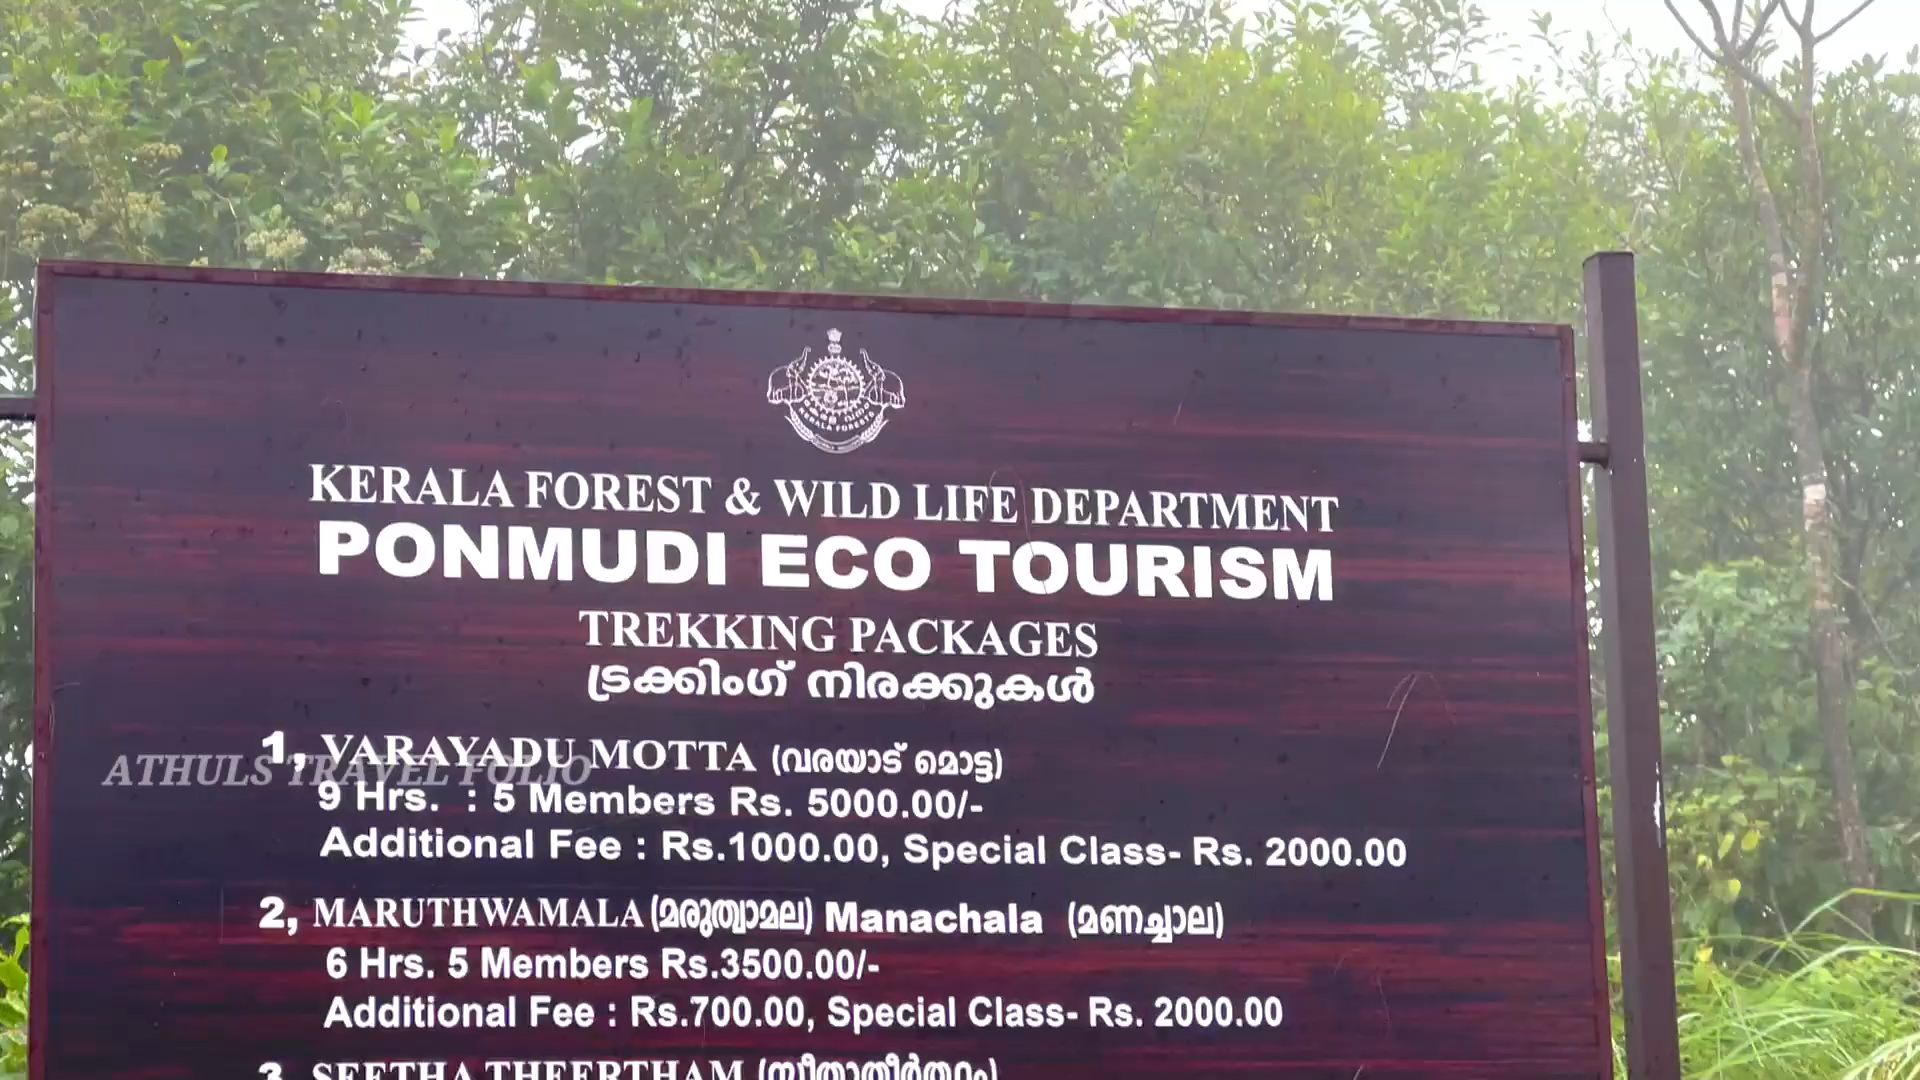 KERALA FORESTS
KERALA FOREST & WILD LIFE DEPARTMENT
PONMUDI ECO TOURISM
TREKKING PACKAGES
ട്രക്കിംഗ് നിരക്കുകൾ
1, VARAYADU MOTTA (വരയാട് മൊട്ട)
ATHULS TRAVEL FOLIO
9 Hrs. : 5 Members Rs. 5000.00/-
Additional Fee : Rs.1000.00, Special Class- Rs. 2000.00
2, MARUTHWAMALA (മരുത്വാമല) Manachala (മണച്ചാല)
6 Hrs. 5 Members Rs.3500.00/-
Additional Fee : Rs.700.00, Special Class- Rs. 2000.00
3, SEETHA THEERTHAM (സീതാതീർത്ഥം)